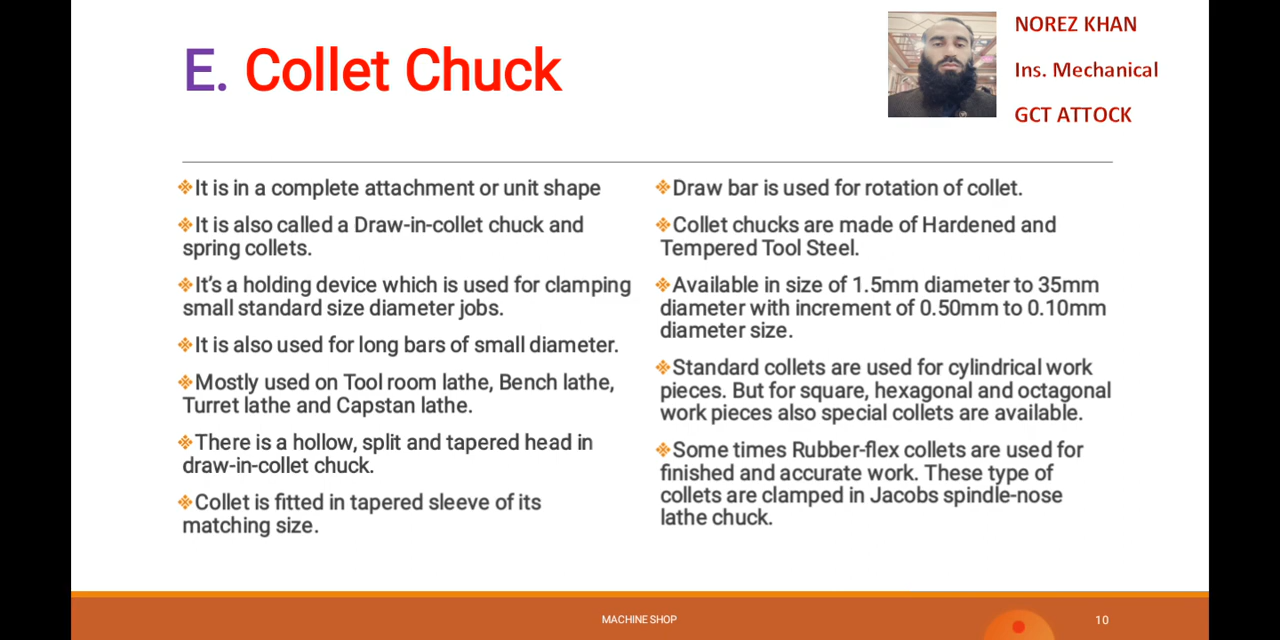 E. Collet Chuck
NOREZ KHAN
Ins. Mechanical
GCT ATTOCK
It is in a complete attachment or unit shape
It is also called a Draw-in-collet chuck and
spring collets.
It's a holding device which is used for clamping
small standard size diameter jobs.
It is also used for long bars of small diameter.
Mostly used on Tool room lathe, Bench lathe,
Turret lathe and Capstan lathe.
There is a hollow, split and tapered head in
draw-in-collet chuck.
Collet is fitted in tapered sleeve of its
matching size.
Draw bar is used for rotation of collet.
Collet chucks are made of Hardened and
Tempered Tool Steel.
Available in size of 1.5mm diameter to 35mm
diameter with increment of 0.50mm to 0.10mm
diameter size.
Standard collets are used for cylindrical work
pieces. But for square, hexagonal and octagonal
work pieces also special collets are available.
Some times Rubber-flex collets are used for
finished and accurate work. These type of
collets are clamped in Jacobs spindle-nose
lathe chuck.
MACHINE SHOP
10